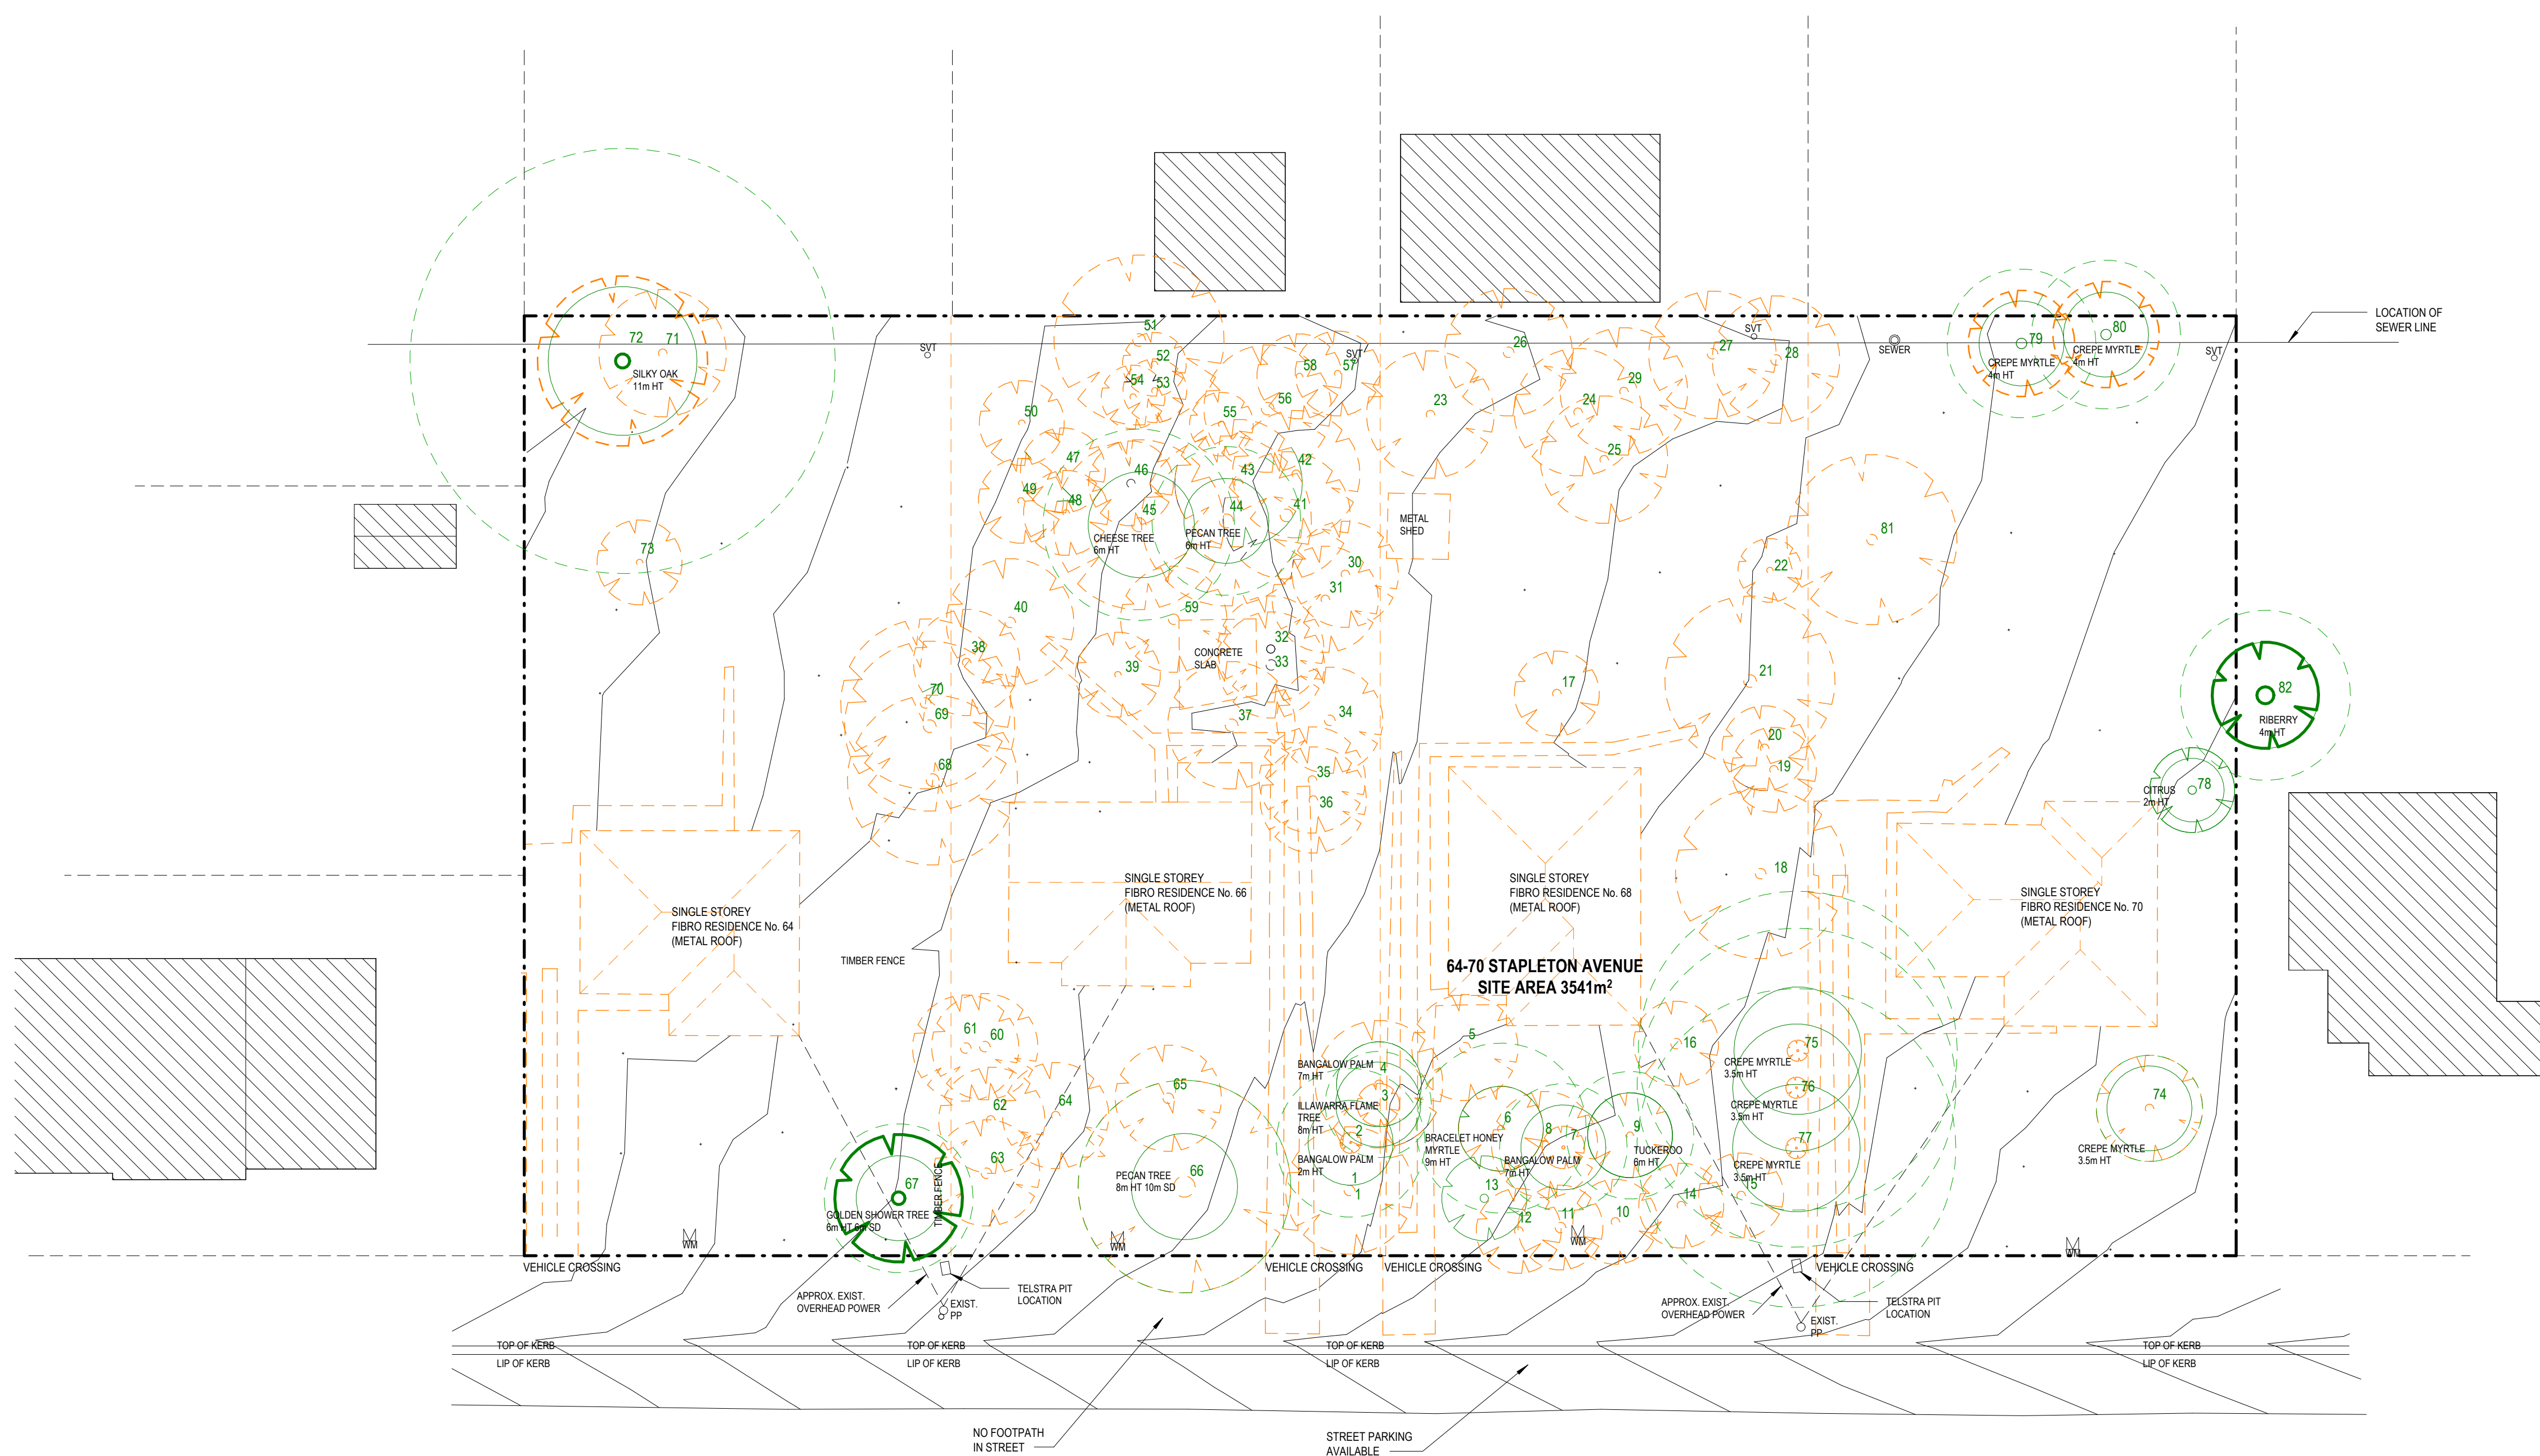 LOCATION OF
SEWER LINE
51
72
71
SVT
SVT
26
27
28
SEWER
79
80
SVT
SVT
52
58
57
CREPE MYRTLE
4m HT
CREPE MYRTLE
4m HT
SILKY OAK
11m HT
54
53
29
50
55
56
23
24
25
47
46
43
42
49
48
45
44
41
CHEESE TREE
6m HT
PECAN TREE
6m HT
METAL
SHED
81
73
30
22
31
40
59
32
38
39
CONCRETE
SLAB
33
17
21
70
69
37
34
82
RIBERRY
4m HT
20
68
35
19
78
CITRUS
2m HT
36
18
SINGLE STOREY
FIBRO RESIDENCE No. 66
(METAL ROOF)
SINGLE STOREY
FIBRO RESIDENCE No. 68
(METAL ROOF)
SINGLE STOREY
FIBRO RESIDENCE No. 70
(METAL ROOF)
SINGLE STOREY
FIBRO RESIDENCE No. 64
(METAL ROOF)
TIMBER FENCE
64-70 STAPLETON AVENUE
SITE AREA 3541m²
61
60
5
16
75
BANGALOW PALM
7m HT
4
CREPE MYRTLE
3.5m HT
65
3
76
74
62
64
ILLAWARRA FLAME
TREE
8m HT
CREPE MYRTLE
3.5m HT
6
8
7
9
2
77
BRACELET HONEY
MYRTLE
9m HT
TUCKEROO
6m HT
CREPE MYRTLE
3.5m HT
63
BANGALOW PALM
2m HT
BANGALOW PALM
7m HT
CREPE MYRTLE
3.5m HT
67
66
PECAN TREE
8m HT 10m SD
1
1
13
14
15
TIMBER FENCE
GOLDEN SHOWER TREE
6m HT 6m SD
12
11
10
WM
WM
WM
WM
VEHICLE CROSSING
VEHICLE CROSSING
VEHICLE CROSSING
VEHICLE CROSSING
APPROX. EXIST.
OVERHEAD POWER
EXIST.
PP
TELSTRA PIT
LOCATION
APPROX. EXIST.
OVERHEAD POWER
EXIST.
PP
TELSTRA PIT
LOCATION
TOP OF KERB
TOP OF KERB
TOP OF KERB
TOP OF KERB
LIP OF KERB
LIP OF KERB
LIP OF KERB
LIP OF KERB
NO FOOTPATH
IN STREET
STREET PARKING
AVAILABLE